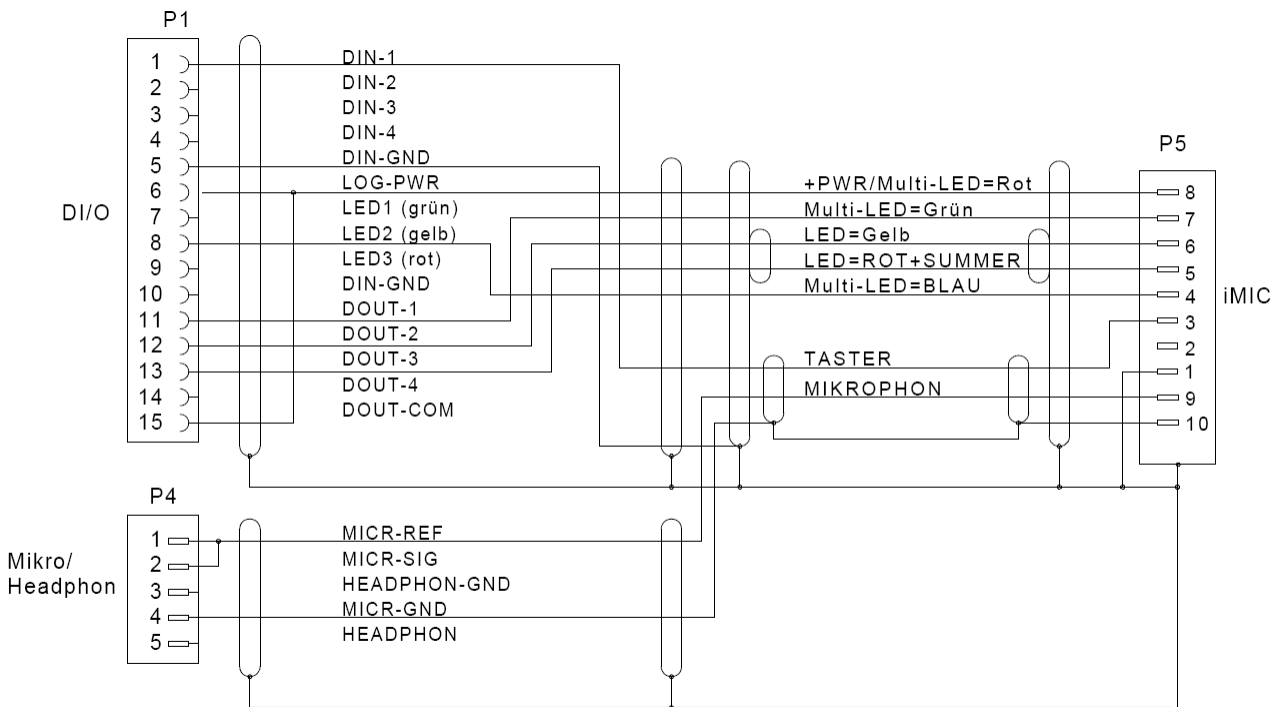 P1
DI/O
1 DIN-1
2 DIN-2
3 DIN-3
4 DIN-4
5 DIN-GND
6 LOG-PWR
7 LED1 (grün)
8 LED2 (gelb)
9 LED3 (rot)
10 DIN-GND
11 DOUT-1
12 DOUT-2
13 DOUT-3
14 DOUT-4
15 DOUT-COM
P5
iMIC
+PWR/Multi-LED=Rot 8
Multi-LED=Grün 7
LED=Gelb 6
LED=ROT+SUMMER 5
Multi-LED=BLAU 4
3
2
TASTER 1
MIKROPHON 9
10
P4
Mikro/
Headphon
1 MICR-REF
2 MICR-SIG
3 HEADPHON-GND
4 MICR-GND
5 HEADPHON